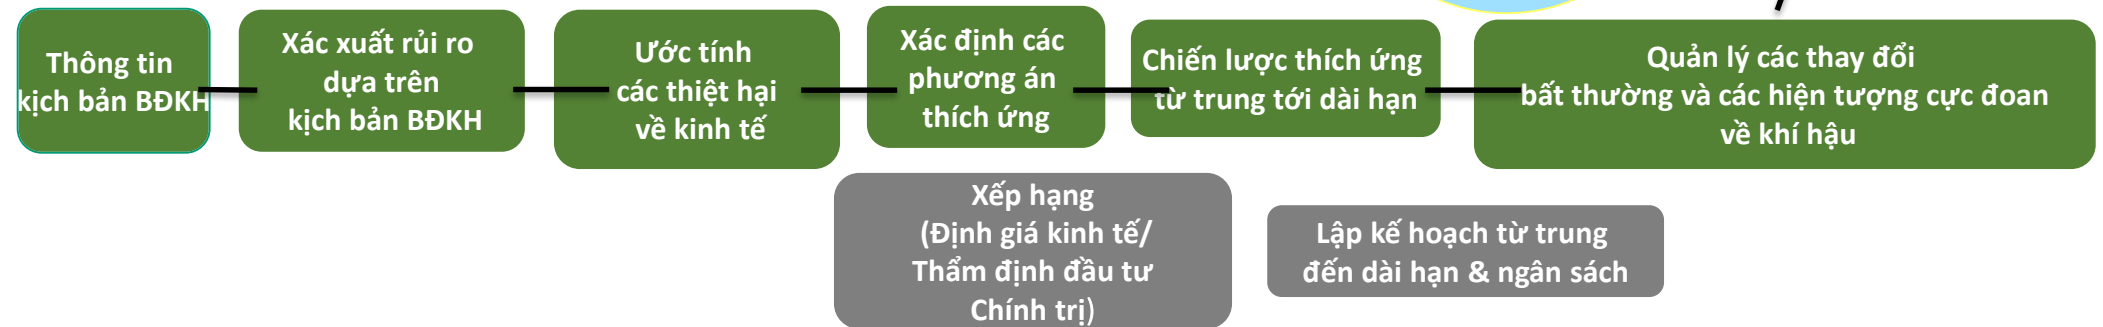 Thông tin
kịch bản BĐKH
Xác xuất rủi ro
dựa trên
kịch bản BĐKH
Ước tính
các thiệt hại
về kinh tế
Xác định các
phương án
thích ứng
Chiến lược thích ứng
từ trung tới dài hạn
Quản lý các thay đổi
bất thường và các hiện tượng cực đoan
về khí hậu
Xếp hạng
(Định giá kinh tế/
Thẩm định đầu tư
Chính trị)
Lập kế hoạch từ trung
đến dài hạn & ngân sách